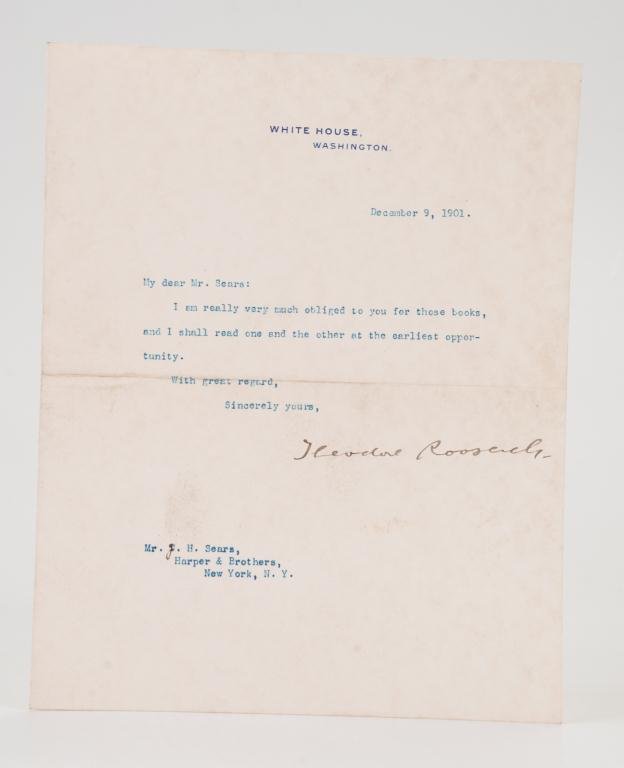 WHITE HOUSE,
WASHINGTON.
December 9, 1901.
My dear Mr. Sears:
I am really very much obliged to you for those books,
and I shall read one and the other at the earliest oppor-
tunity.
With great regard,
Sincerely yours,
Theodore Roosevelt
Mr. J. H. Sears,
Harper & Brothers,
New York, N. Y.